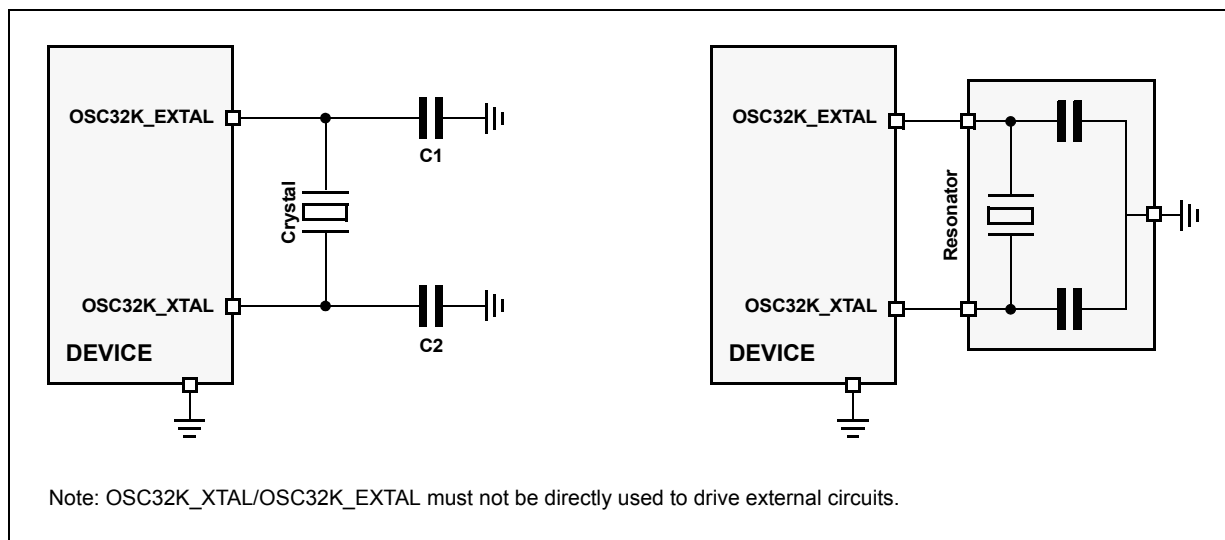 OSC32K_EXTAL
C1
Crystal
OSC32K_XTAL
C2
DEVICE
OSC32K_EXTAL
Resonator
OSC32K_XTAL
DEVICE
Note: OSC32K_XTAL/OSC32K_EXTAL must not be directly used to drive external circuits.